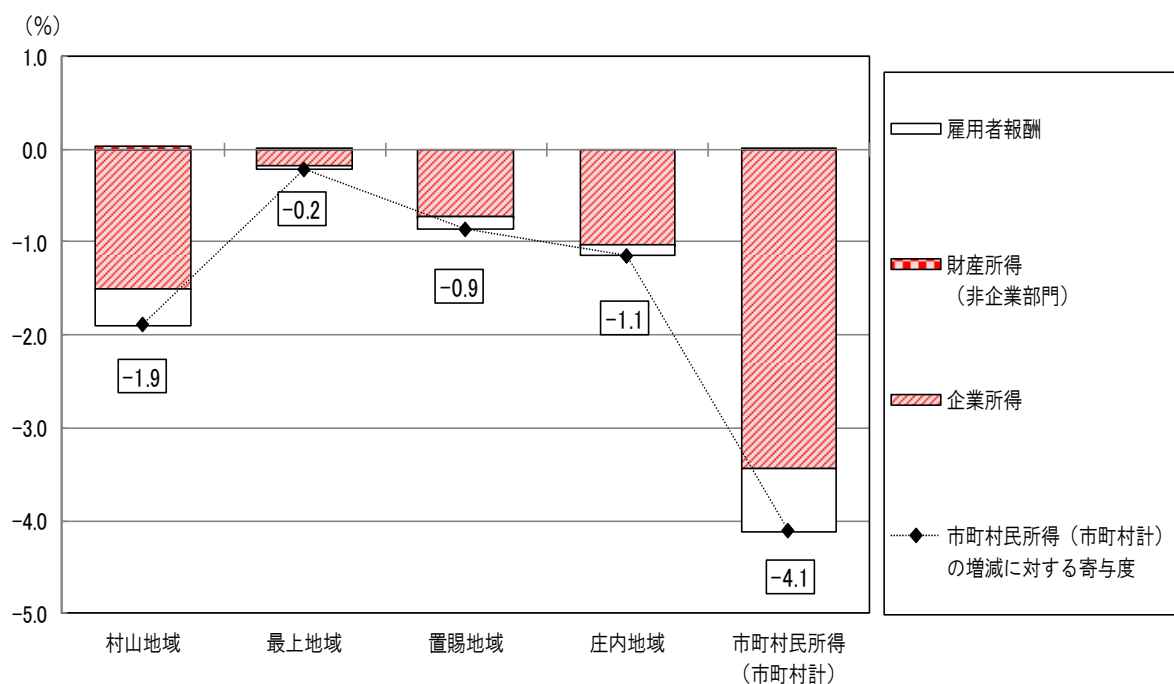 （%）
1.0
0.0
-1.0
-2.0
-3.0
-4.0
-5.0
-1.9
-0.2
-0.9
-1.1
-4.1
村山地域
最上地域
置賜地域
庄内地域
市町村民所得
（市町村計）
雇用者報酬
財産所得
（非企業部門）
企業所得
市町村民所得（市町村計）
の増減に対する寄与度